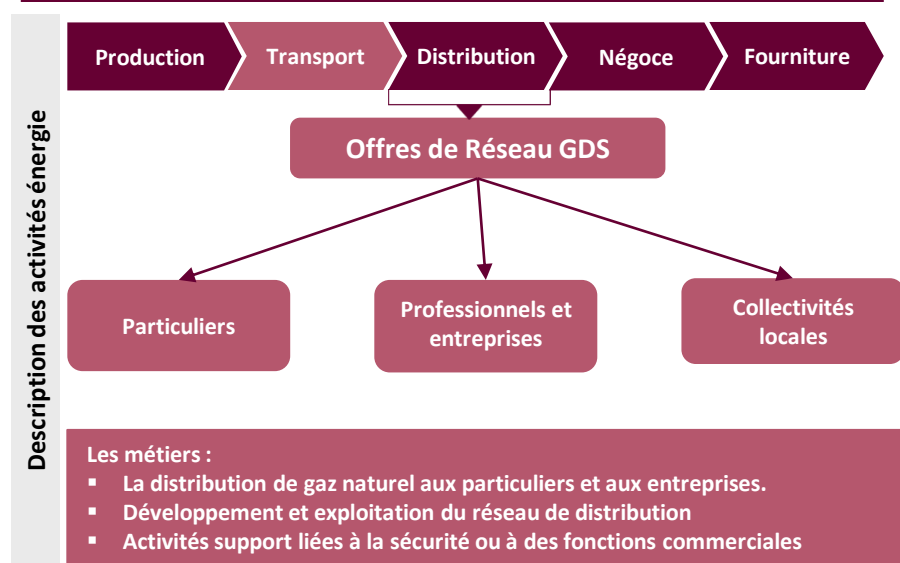 Description des activités énergie
Production
Transport
Distribution
Négoce
Fourniture
Offres de Réseau GDS
Particuliers
Professionnels et
entreprises
Collectivités
locales
Les métiers :
▪ La distribution de gaz naturel aux particuliers et aux entreprises.
▪ Développement et exploitation du réseau de distribution
▪ Activités support liées à la sécurité ou à des fonctions commerciales